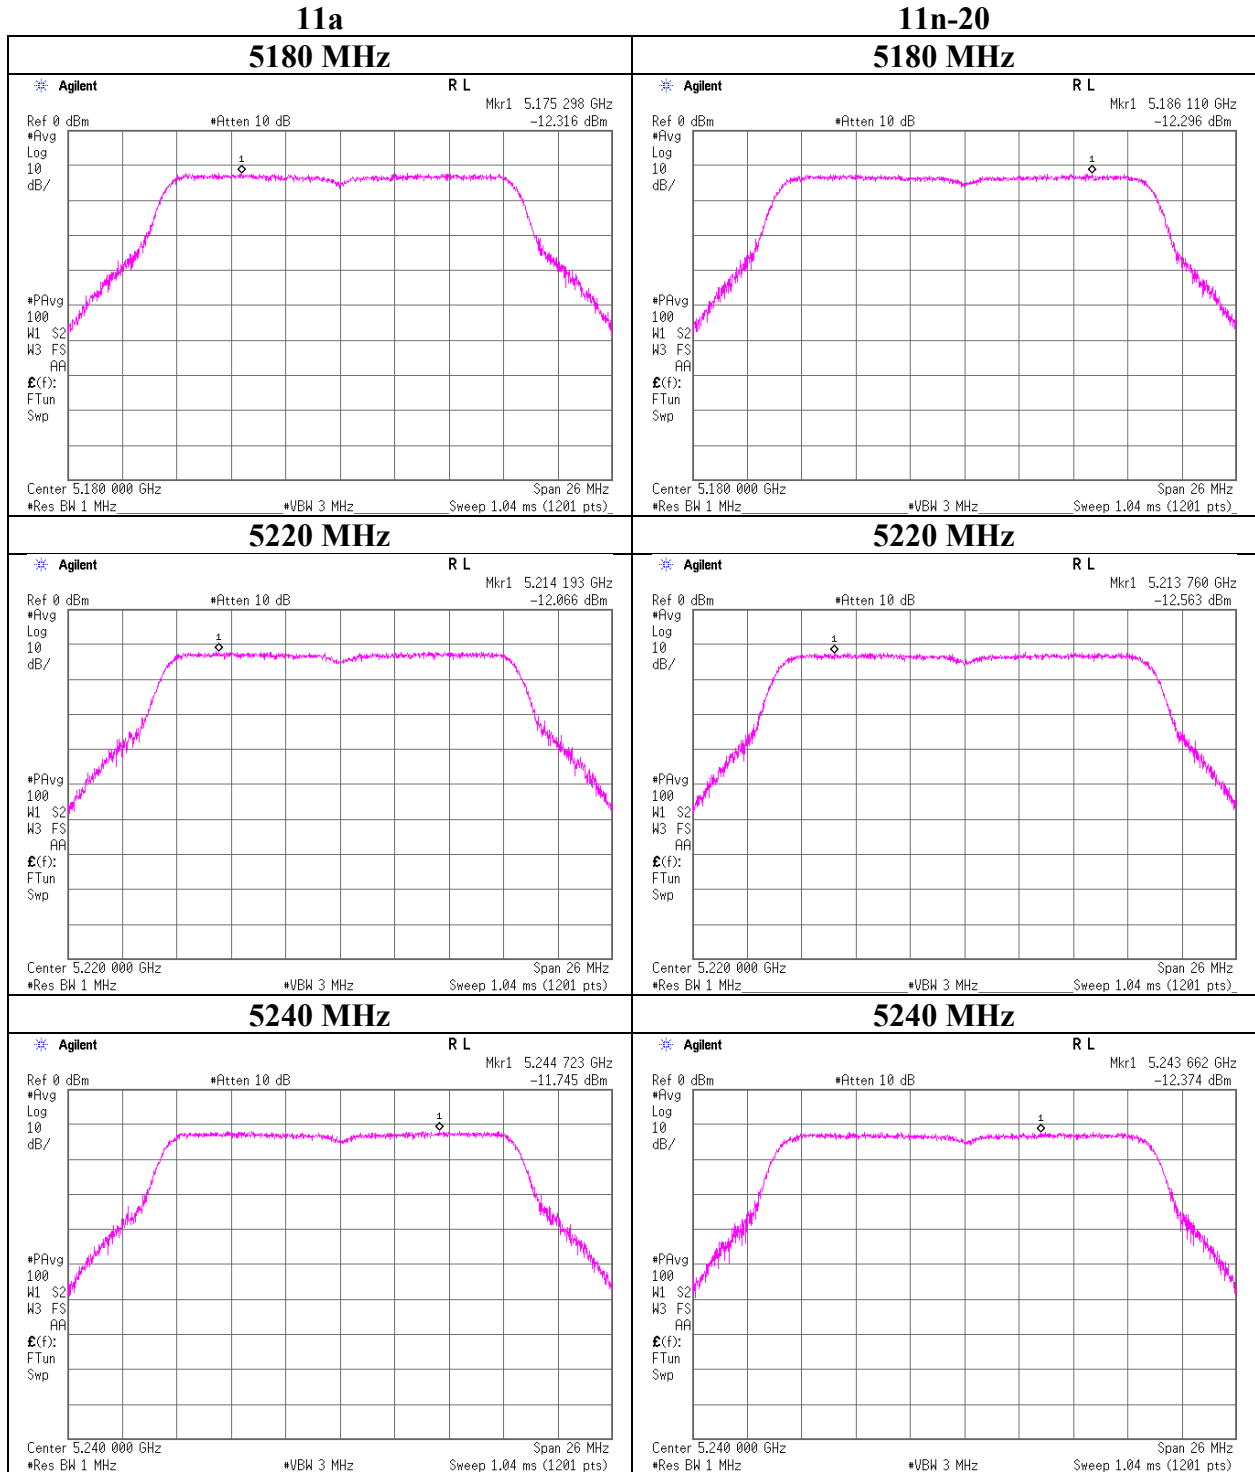 11a 11n-20
5180 MHz 5180 MHz
Agilent R L
Mkr1 5.175 298 GHz
Ref 0 dBm #Atten 10 dB -12.316 dBm
#Avg
Log
10
dB/
1
#PAvg
100
W1 S2
W3 FS
AA
£(f):
FTun
Swp
Center 5.180 000 GHz Span 26 MHz
#Res BW 1 MHz #VBW 3 MHz Sweep 1.04 ms (1201 pts)
Agilent R L
Mkr1 5.186 110 GHz
Ref 0 dBm #Atten 10 dB -12.296 dBm
#Avg
Log
10
dB/
1
#PAvg
100
W1 S2
W3 FS
AA
£(f):
FTun
Swp
Center 5.180 000 GHz Span 26 MHz
#Res BW 1 MHz #VBW 3 MHz Sweep 1.04 ms (1201 pts)
5220 MHz 5220 MHz
Agilent R L
Mkr1 5.214 193 GHz
Ref 0 dBm #Atten 10 dB -12.066 dBm
#Avg
Log
10
dB/
1
#PAvg
100
W1 S2
W3 FS
AA
£(f):
FTun
Swp
Center 5.220 000 GHz Span 26 MHz
#Res BW 1 MHz #VBW 3 MHz Sweep 1.04 ms (1201 pts)
Agilent R L
Mkr1 5.213 760 GHz
Ref 0 dBm #Atten 10 dB -12.563 dBm
#Avg
Log
10
dB/
1
#PAvg
100
W1 S2
W3 FS
AA
£(f):
FTun
Swp
Center 5.220 000 GHz Span 26 MHz
#Res BW 1 MHz #VBW 3 MHz Sweep 1.04 ms (1201 pts)
5240 MHz 5240 MHz
Agilent R L
Mkr1 5.244 723 GHz
Ref 0 dBm #Atten 10 dB -11.745 dBm
#Avg
Log
10
dB/
1
#PAvg
100
W1 S2
W3 FS
AA
£(f):
FTun
Swp
Center 5.240 000 GHz Span 26 MHz
#Res BW 1 MHz #VBW 3 MHz Sweep 1.04 ms (1201 pts)
Agilent R L
Mkr1 5.243 662 GHz
Ref 0 dBm #Atten 10 dB -12.374 dBm
#Avg
Log
10
dB/
1
#PAvg
100
W1 S2
W3 FS
AA
£(f):
FTun
Swp
Center 5.240 000 GHz Span 26 MHz
#Res BW 1 MHz #VBW 3 MHz Sweep 1.04 ms (1201 pts)